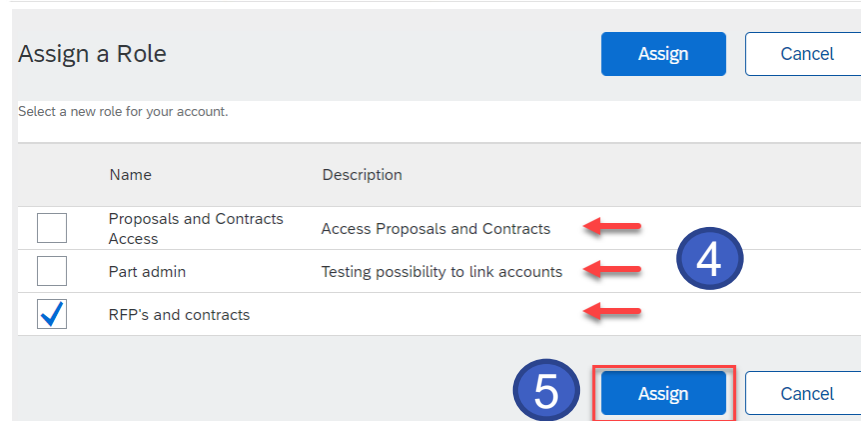 Assign a Role
Assign
Cancel
Select a new role for your account.
Name
Description
Proposals and Contracts
Access
Access Proposals and Contracts
Part admin
Testing possibility to link accounts
4
RFP's and contracts
5
Assign
Cancel